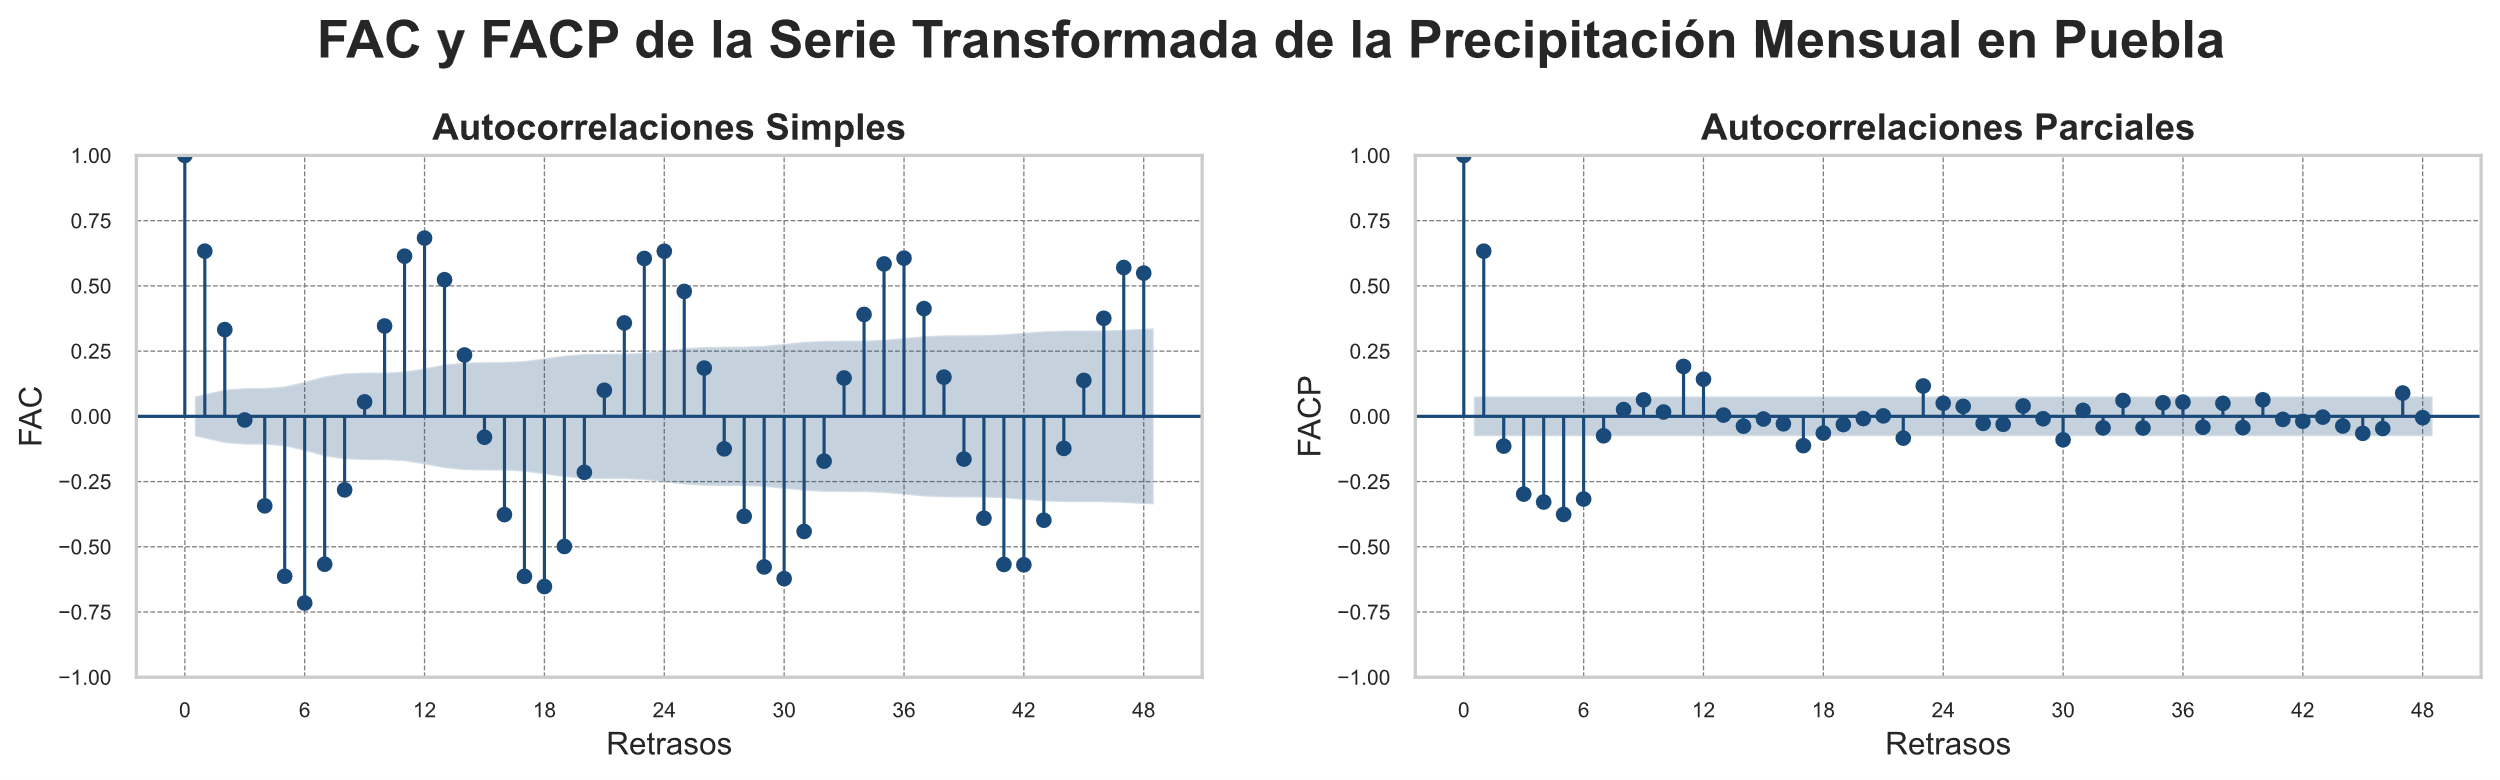 FAC y FACP de la Serie Transformada de la Precipitación Mensual en Puebla
Autocorrelaciones Simples
1.00
0.75
0.50
0.25
0.00
−0.25
−0.50
−0.75
−1.00
FAC
0 6 12 18 24 30 36 42 48
Retrasos
Autocorrelaciones Parciales
1.00
0.75
0.50
0.25
0.00
−0.25
−0.50
−0.75
−1.00
FACP
0 6 12 18 24 30 36 42 48
Retrasos